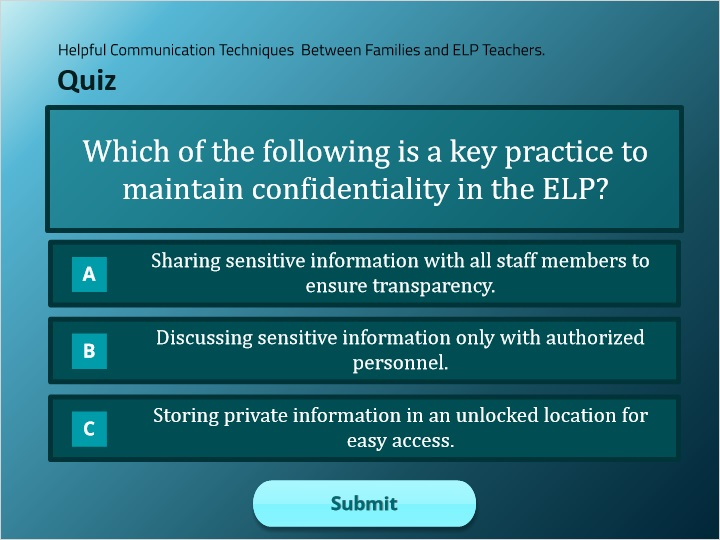 Helpful Communication Techniques  Between Families and ELP Teachers.
Quiz
Which of the following is a key practice to
maintain confidentiality in the ELP?
A
Sharing sensitive information with all staff members to
ensure transparency.
B
Discussing sensitive information only with authorized
personnel.
C
Storing private information in an unlocked location for
easy access.
Submit